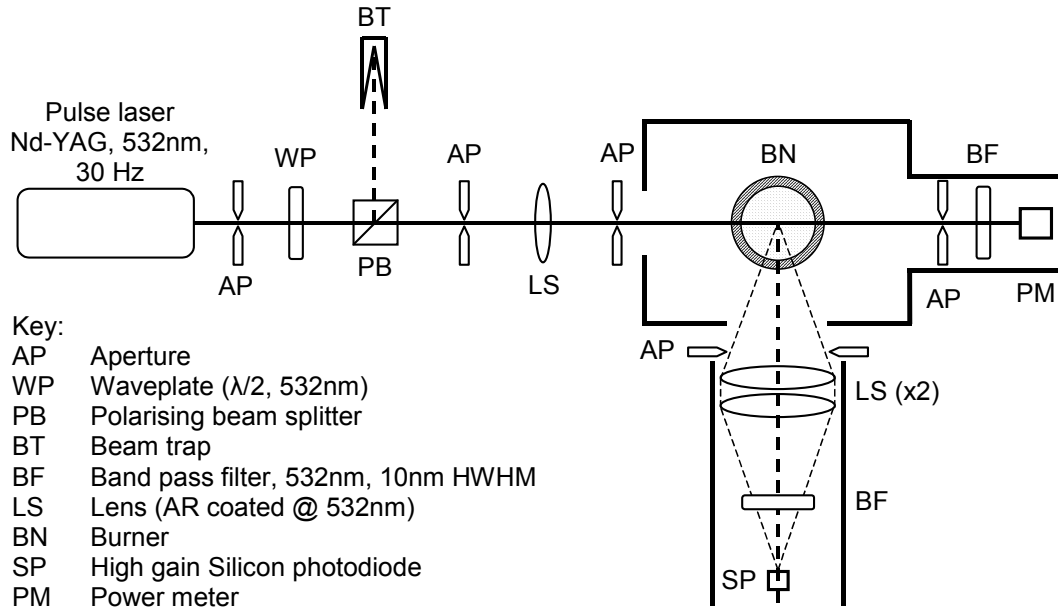 BT
Pulse laser
Nd-YAG, 532nm,
30 Hz
WP
AP
AP
BN
BF
AP
PB
LS
AP
PM
Key:
AP Aperture
WP Waveplate (λ/2, 532nm)
PB Polarising beam splitter
BT Beam trap
BF Band pass filter, 532nm, 10nm HWHM
LS Lens (AR coated @ 532nm)
BN Burner
SP High gain Silicon photodiode
PM Power meter
AP
LS (x2)
BF
SP